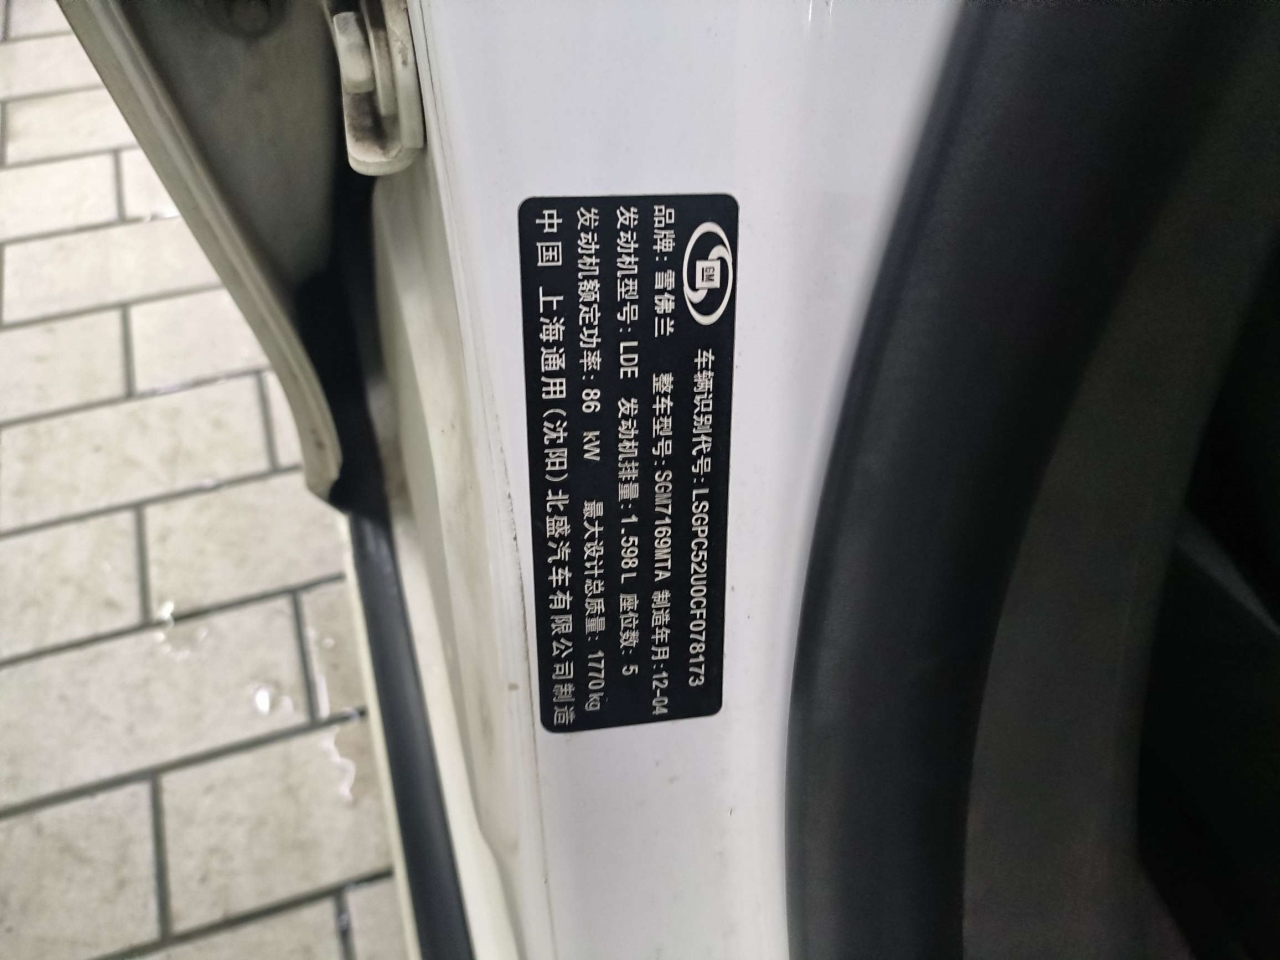 GM 车辆识别代号:LSGPC52U0CF078173
品牌:雪佛兰 整车型号:SGM7169MTA 制造年月:12-04
发动机型号:LDE 发动机排量:1.598L 座位数:5
发动机额定功率:86 kW 最大设计总质量:1770kg
中国 上海通用(沈阳)北盛汽车有限公司制造